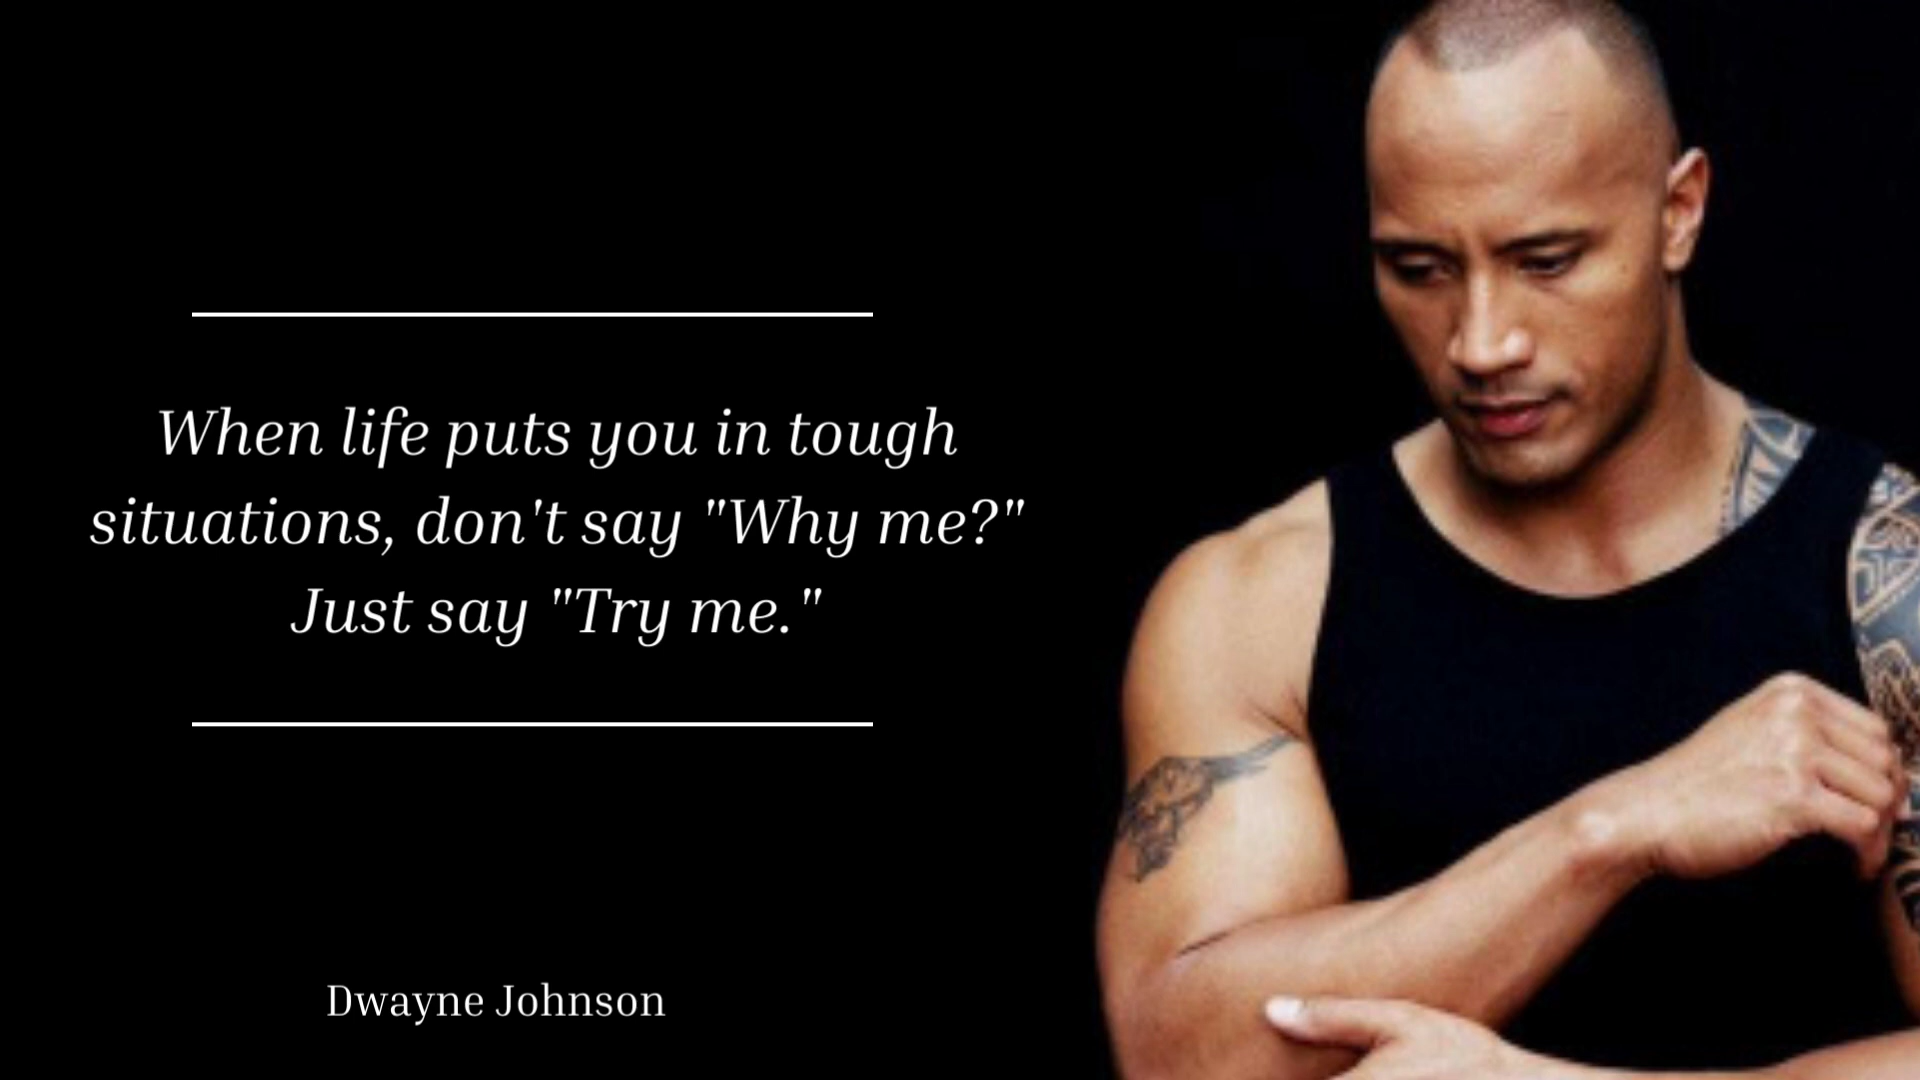 When life puts you in tough
situations, don't say "Why me?"
Just say "Try me."
Dwayne Johnson